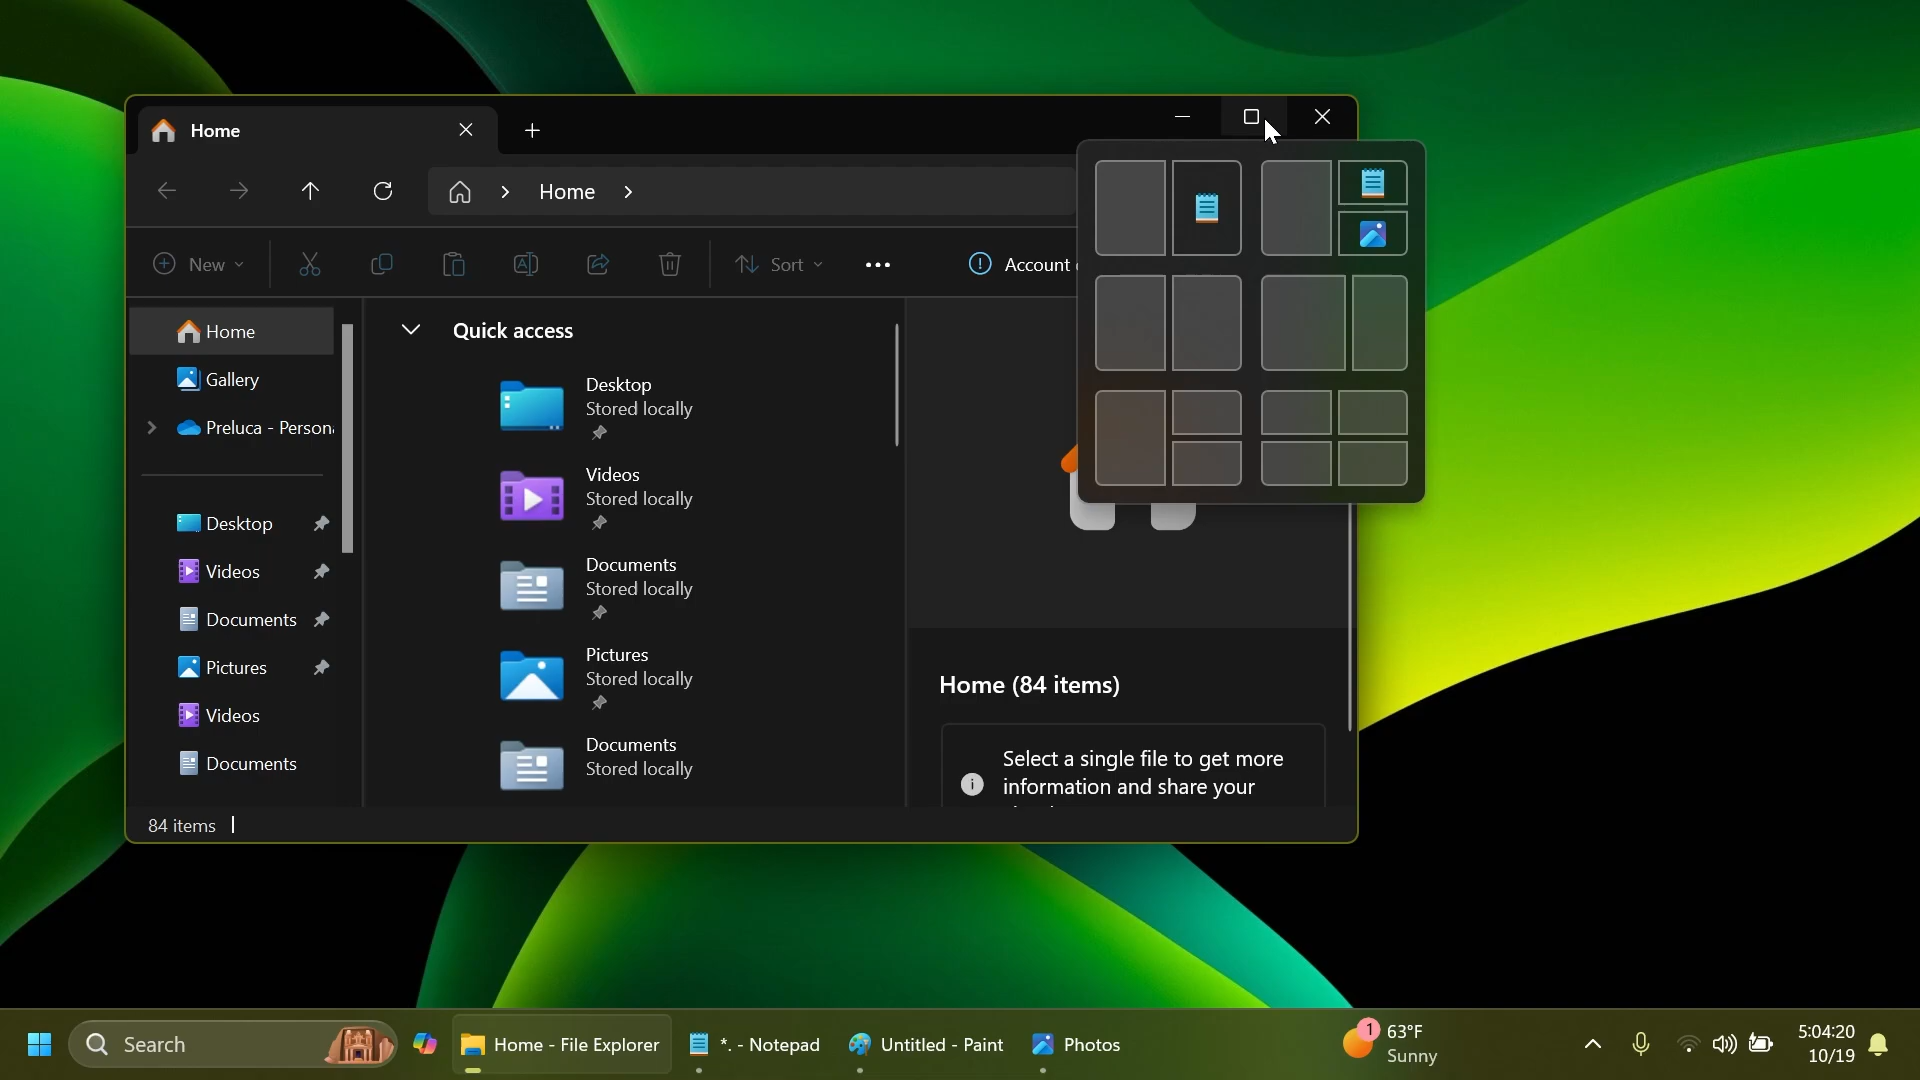 Home
Home
New
Sort
Account
Home
Gallery
Preluca - Person
Desktop
Videos
Documents
Pictures
Videos
Documents
Quick access
Desktop
Stored locally
Videos
Stored locally
Documents
Stored locally
Pictures
Stored locally
Documents
Stored locally
Home (84 items)
Select a single file to get more
information and share your
84 items
Search
Home - File Explorer
*. - Notepad
Untitled - Paint
Photos
1
63°F
Sunny
5:04:20
10/19